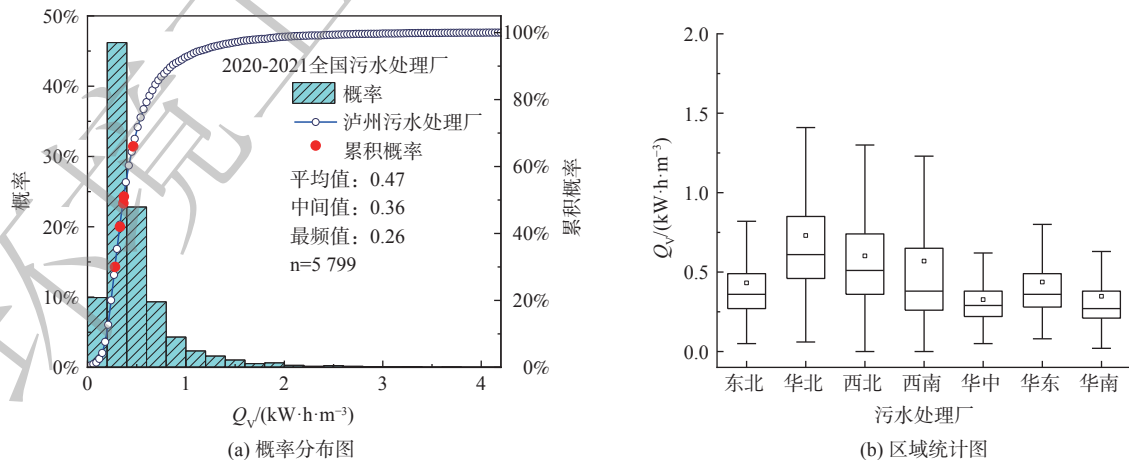 50%
40%
30%
20%
10%
0%
概率
100%
80%
60%
40%
20%
0%
累积概率
2020-2021全国污水处理厂
概率
泸州污水处理厂
累积概率
平均值：0.47
中间值：0.36
最频值：0.26
n=5 799
0 1 2 3 4
Q_V/(kW·h·m⁻³)
(a) 概率分布图
2.0
1.5
1.0
0.5
0.0
Q_V/(kW·h·m⁻³)
东北 华北 西北 西南 华中 华东 华南
污水处理厂
(b) 区域统计图
环境工